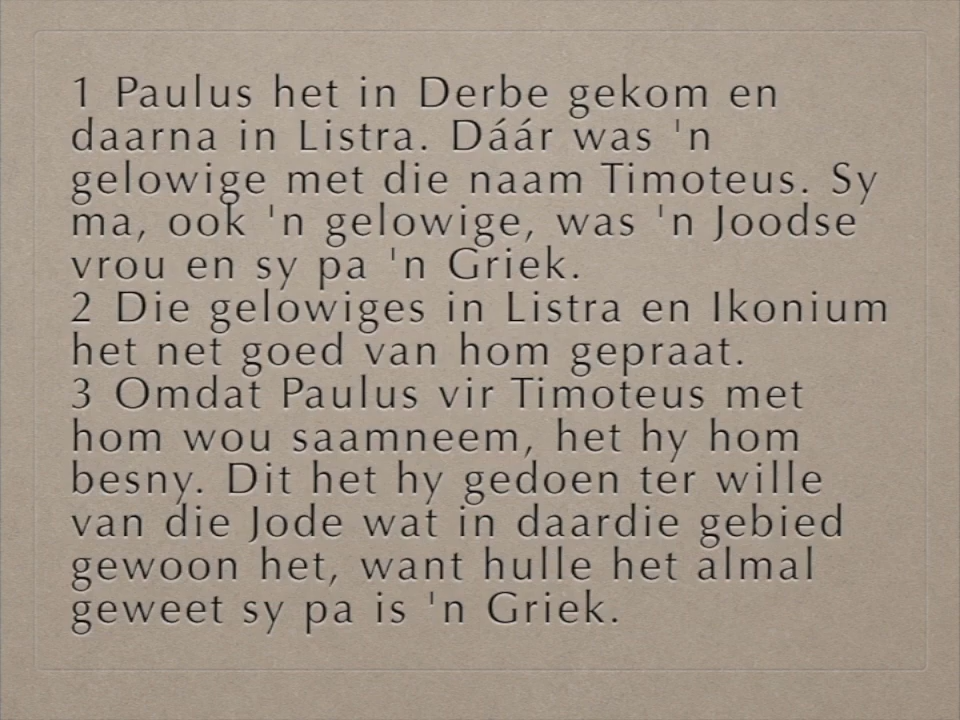 1 Paulus het in Derbe gekom en
daarna in Listra. Dáár was 'n
gelowige met die naam Timoteus. Sy
ma, ook 'n gelowige, was 'n Joodse
vrou en sy pa 'n Griek.
2 Die gelowiges in Listra en Ikonium
het net goed van hom gepraat.
3 Omdat Paulus vir Timoteus met
hom wou saamneem, het hy hom
besny. Dit het hy gedoen ter wille
van die Jode wat in daardie gebied
gewoon het, want hulle het almal
geweet sy pa is 'n Griek.